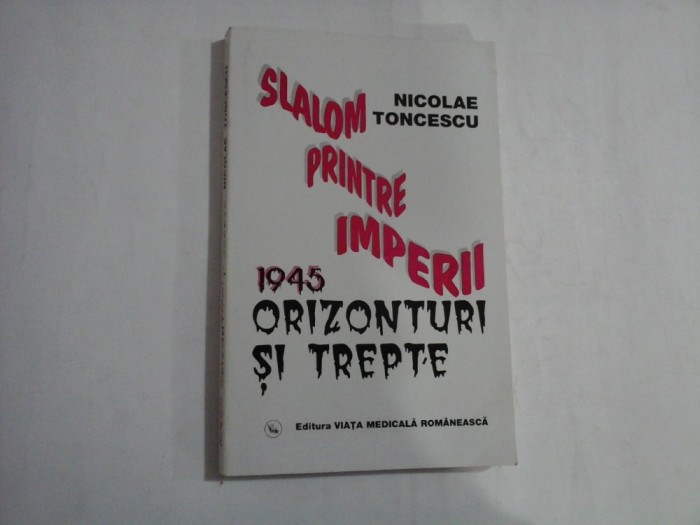 SLALOM
PRINTRE
IMPERII
NICOLAE
TONCESCU
1945
ORIZONTURI
ȘI TREPTE
Editura VIAȚA MEDICALĂ ROMÂNEASCĂ